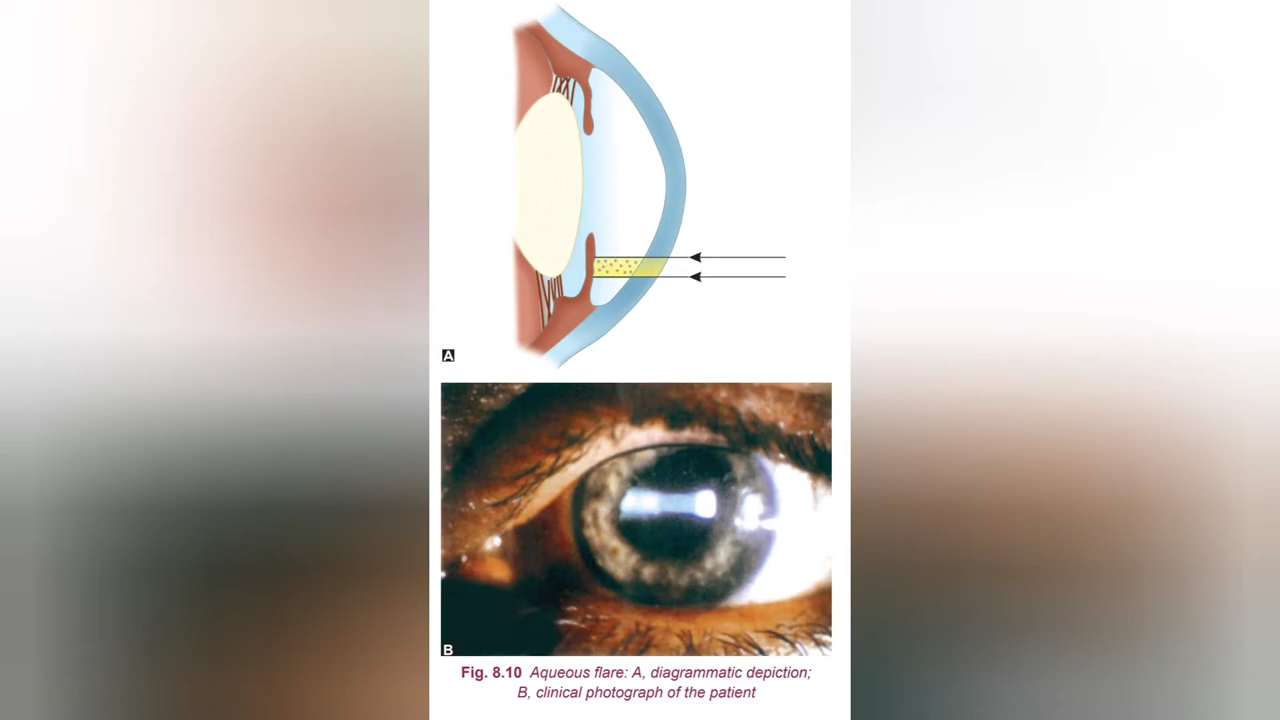 A
B
Fig. 8.10 Aqueous flare: A, diagrammatic depiction;
B, clinical photograph of the patient